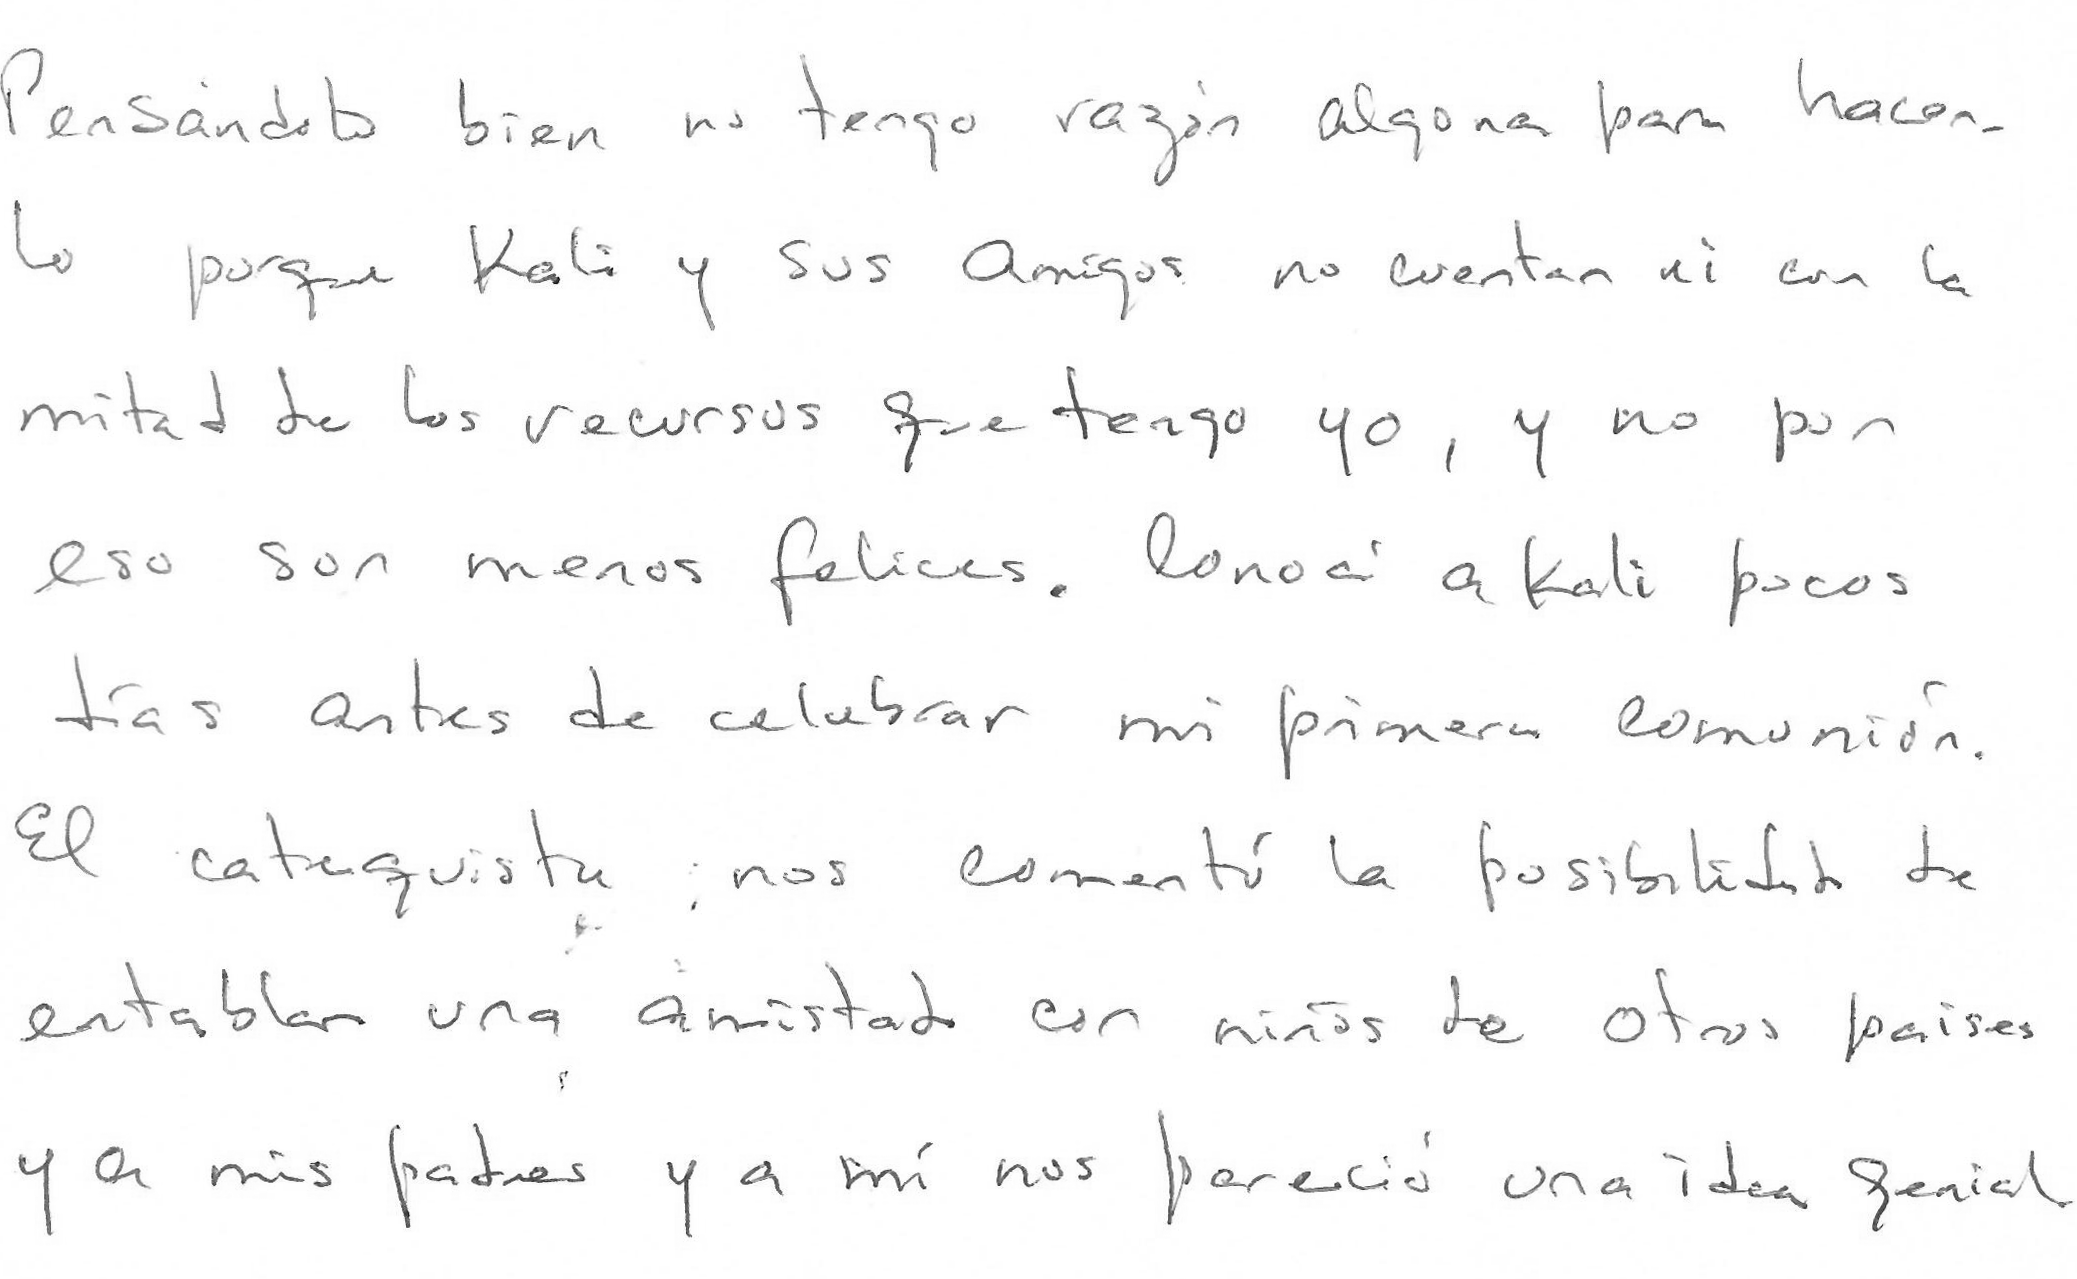 Pensándolo bien no tengo razón alguna para hacer-
lo porque Kali y sus amigos no cuentan ni con la
mitad de los recursos que tengo yo, y no por
eso son menos felices. Conocí a Kali pocos
días antes de celebrar mi primera comunión.
El catequista nos comentó la posibilidad de
entablar una amistad con niños de otros paises
y a mis padres y a mí nos pareció una idea genial